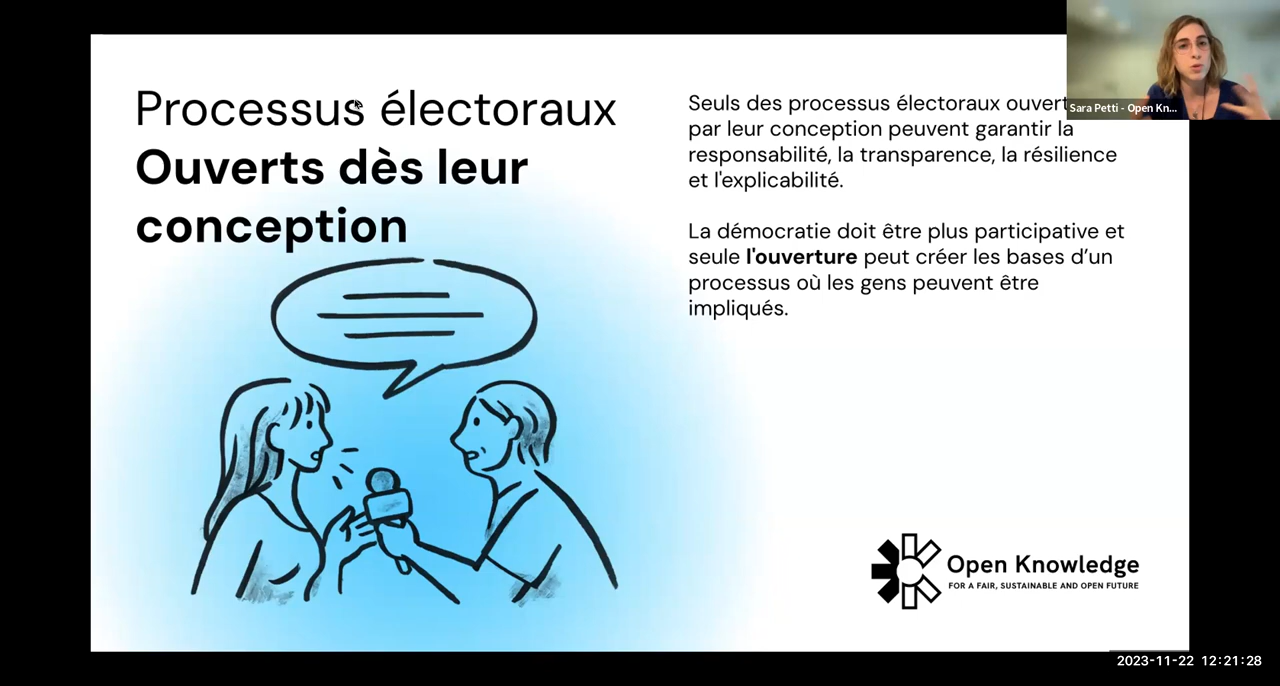 Processus électoraux
Ouverts dès leur
conception
Seuls des processus électoraux
par leur conception peuvent garantir la
responsabilité, la transparence, la résilience
et l'explicabilité.
La démocratie doit être plus participative et
seule l'ouverture peut créer les bases d’un
processus où les gens peuvent être
impliqués.
Sara Petti - Open Kn...
Open Knowledge
FOR A FAIR, SUSTAINABLE AND OPEN FUTURE
2023-11-22 12:21:28